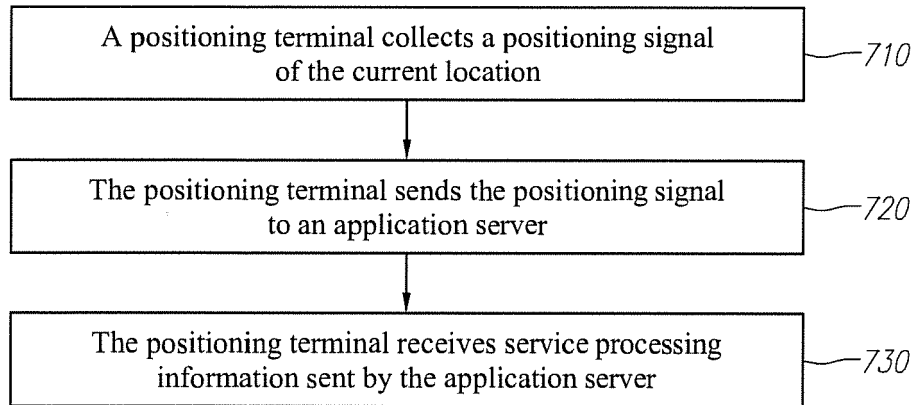 A positioning terminal collects a positioning signal
of the current location
710
The positioning terminal sends the positioning signal
to an application server
720
The positioning terminal receives service processing
information sent by the application server
730